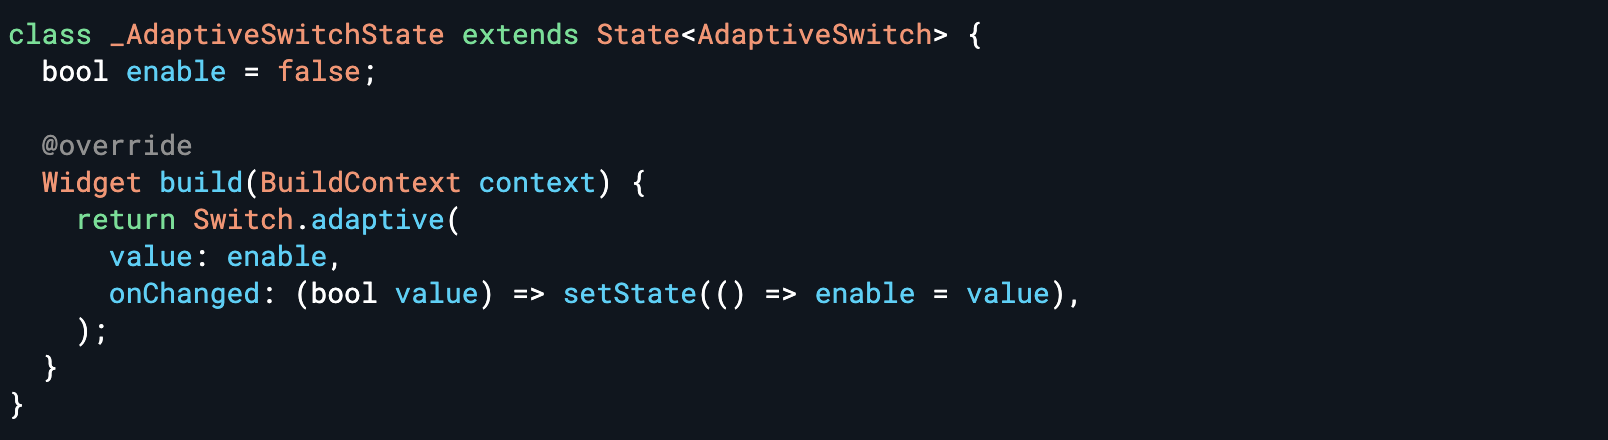 class _AdaptiveSwitchState extends State<AdaptiveSwitch> {
  bool enable = false;

  @override
  Widget build(BuildContext context) {
    return Switch.adaptive(
      value: enable,
      onChanged: (bool value) => setState(() => enable = value),
    );
  }
}